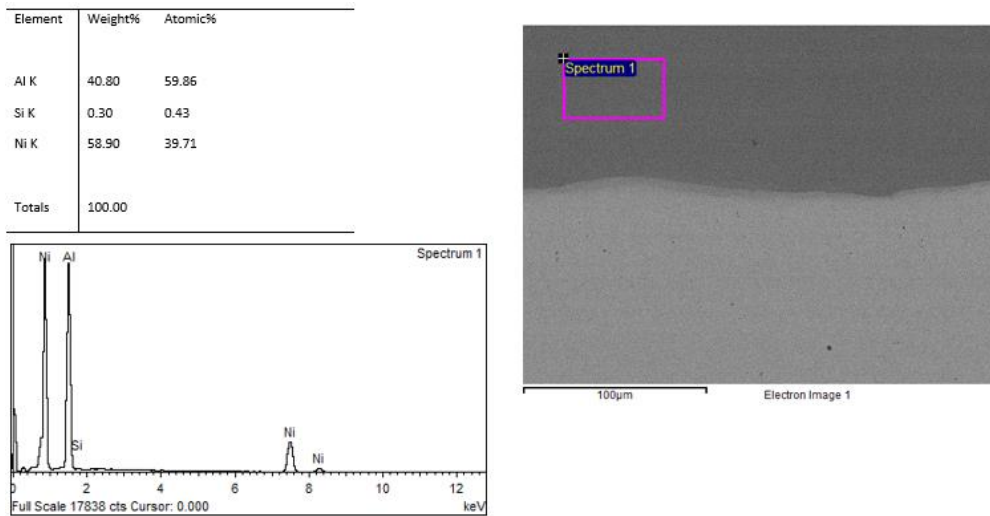 Element Weight% Atomic%
Al K 40.80 59.86
Si K 0.30 0.43
Ni K 58.90 39.71
Totals 100.00
Spectrum 1
Ni Al
Si
Ni
Ni
0 2 4 6 8 10 12
Full Scale 17838 cts Cursor: 0.000 keV
Spectrum 1
100µm Electron Image 1